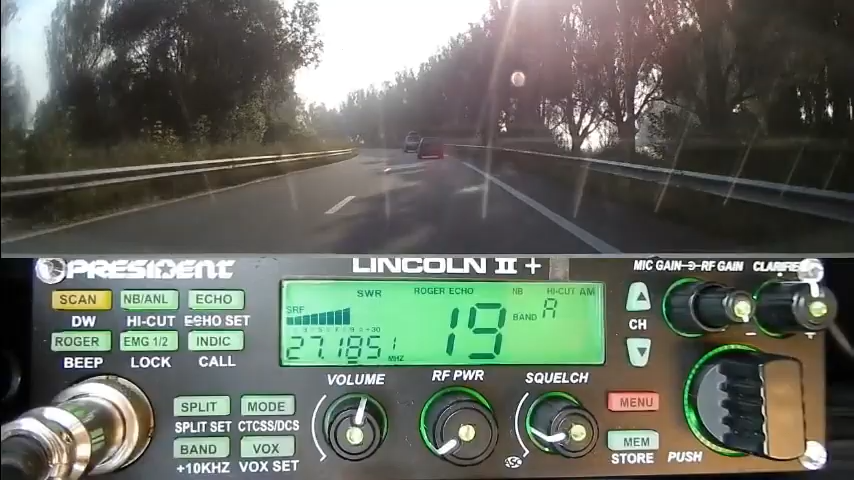 PRESIDENT LINCOLN II + MIC GAIN RF GAIN CLARIFIER
SCAN NB/ANL ECHO
DW HI-CUT ECHO SET
ROGER EMG 1/2 INDIC
BEEP LOCK CALL
SWR ROGER ECHO NB HI-CUT AM
SRF
BAND A
+30
27.1851 MHZ
19
CH
VOLUME RF PWR SQUELCH
SPLIT MODE
SPLIT SET CTCSS/DCS
BAND VOX
+10KHZ VOX SET
ASC
MENU
MEM
STORE PUSH